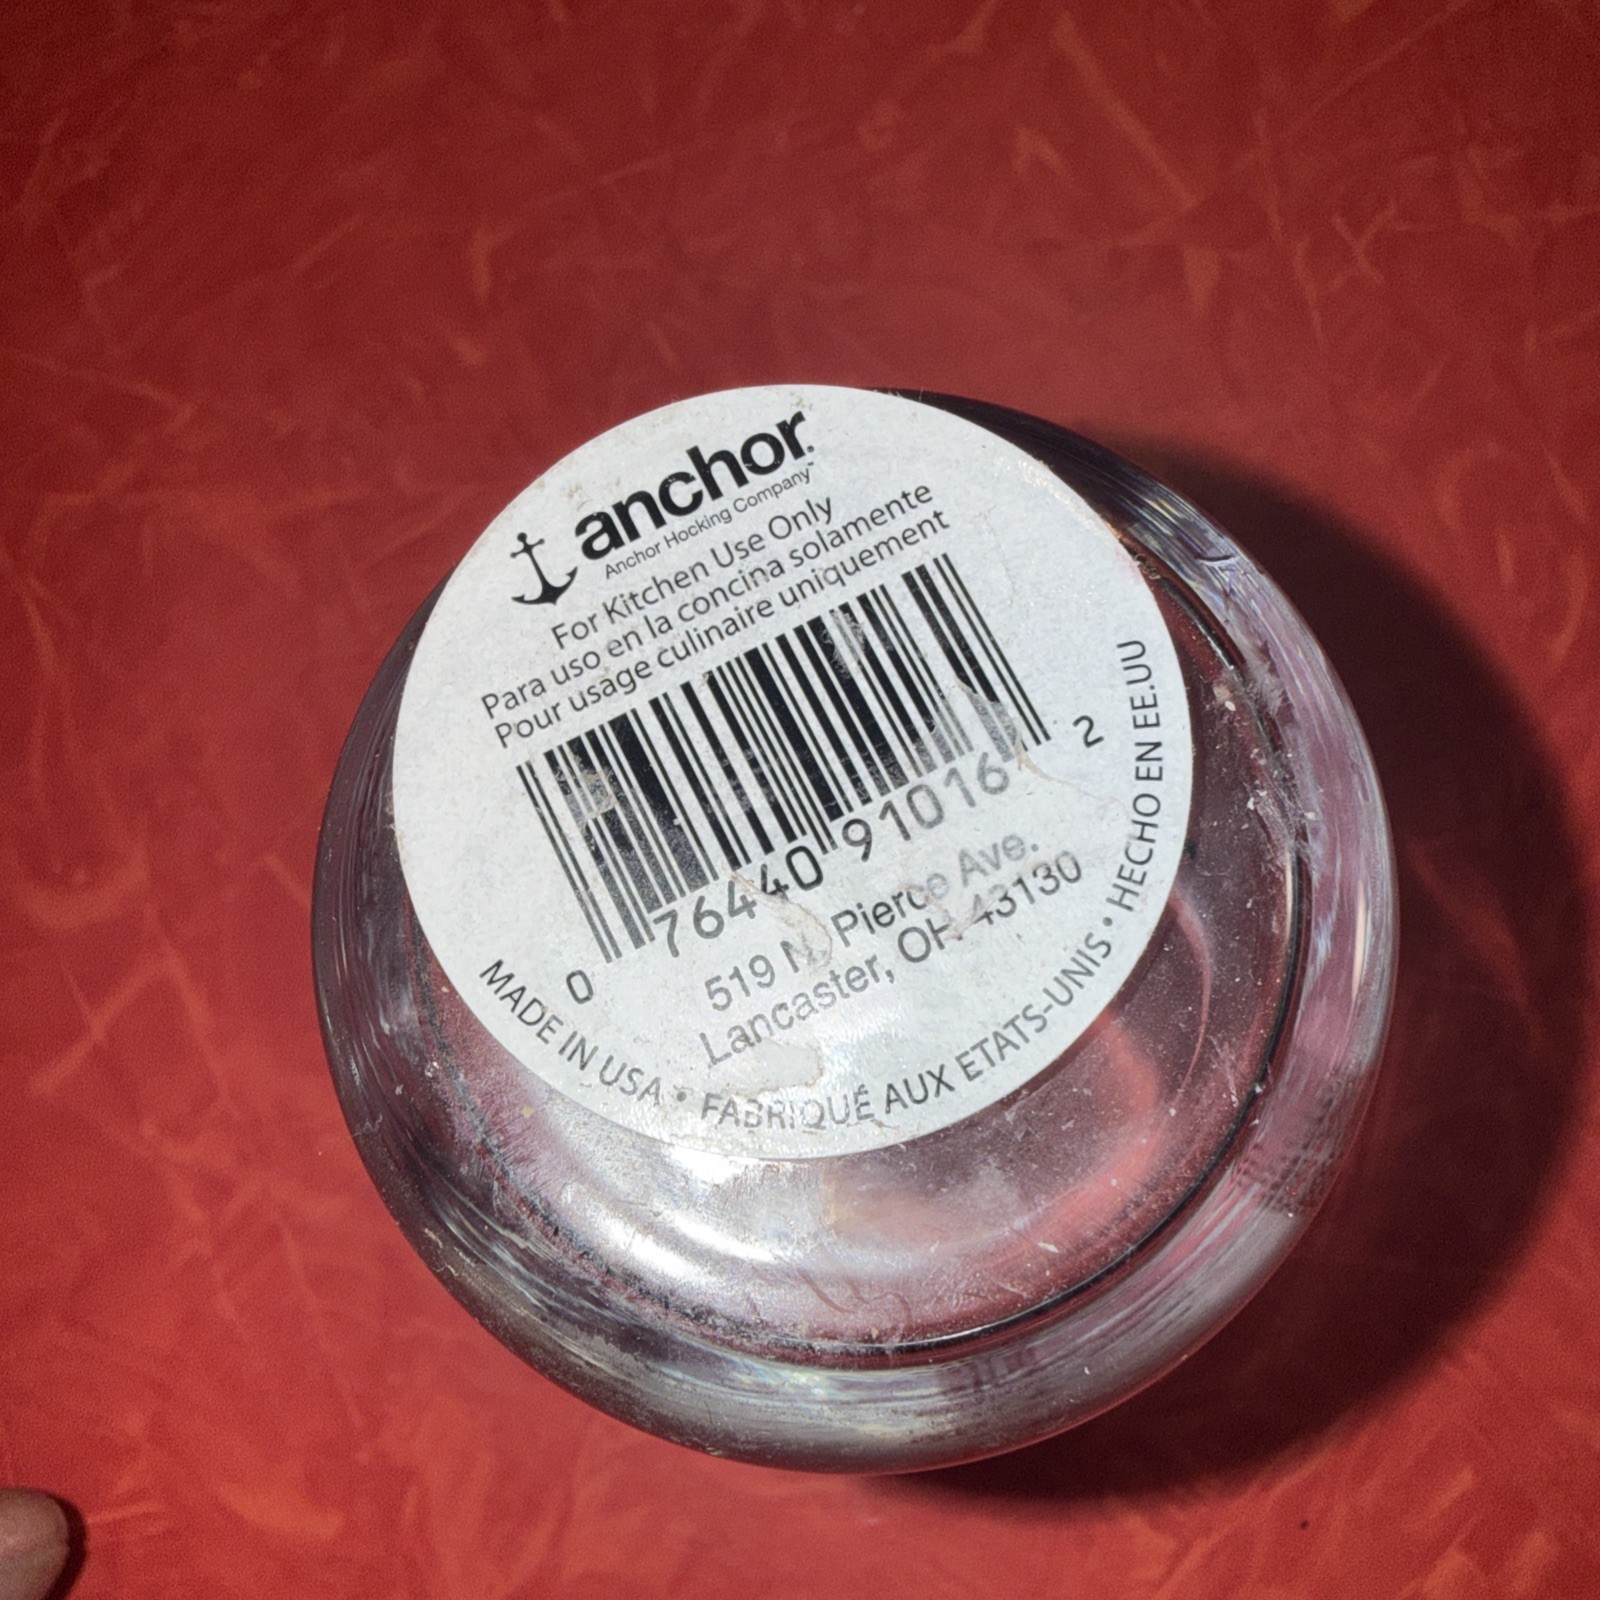 anchor.
Anchor Hocking Company™
For Kitchen Use Only
Para uso en la concina solamente
Pour usage culinaire uniquement
0 76440 91016 2
519 N. Pierce Ave.
Lancaster, OH 43130
MADE IN USA • FABRIQUÉ AUX ETATS-UNIS • HECHO EN EE.UU